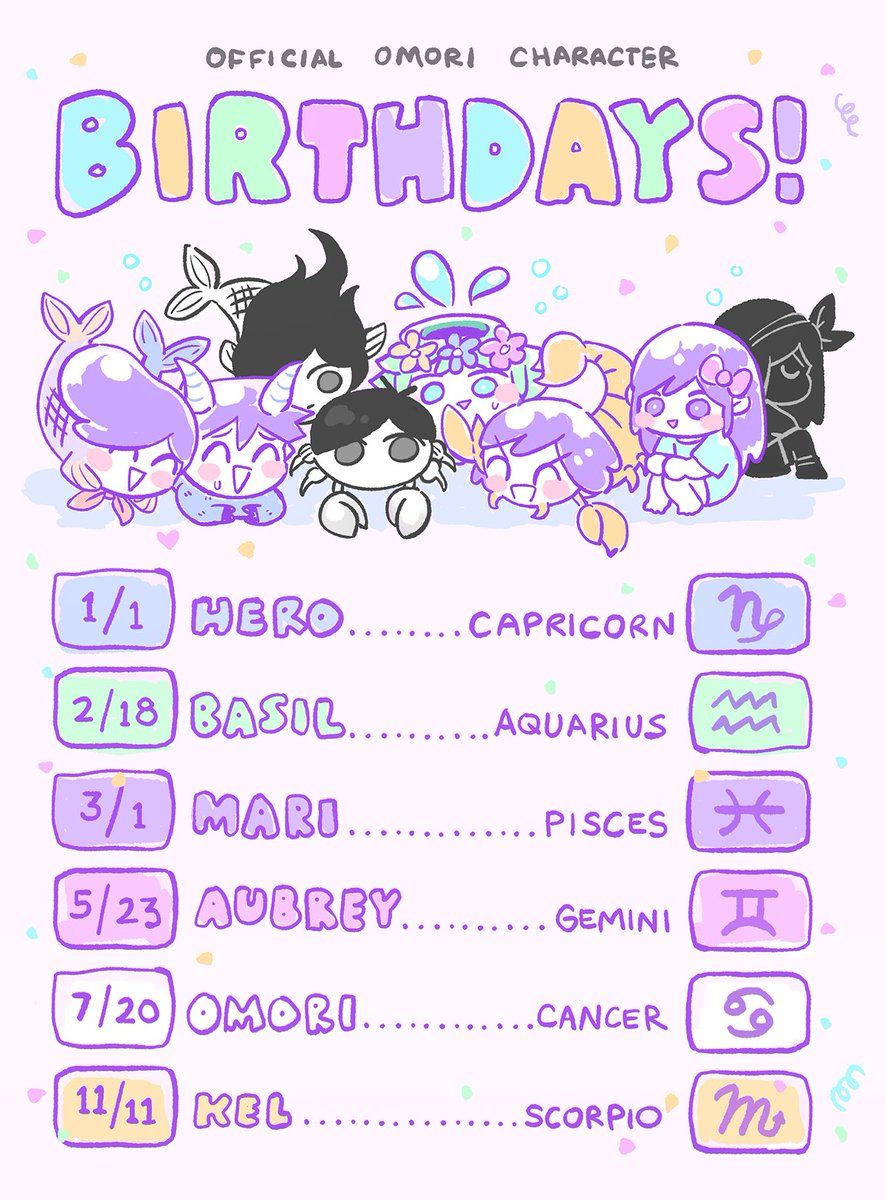 OFFICIAL OMORI CHARACTER
BIRTHDAYS!
1/1 HERO........CAPRICORN ♑
2/18 BASIL..........AQUARIUS ♒
3/1 MARI.............PISCES ♓
5/23 AUBREY..........GEMINI ♊
7/20 OMORI............CANCER ♋
11/11 KEL..............SCORPIO ♏